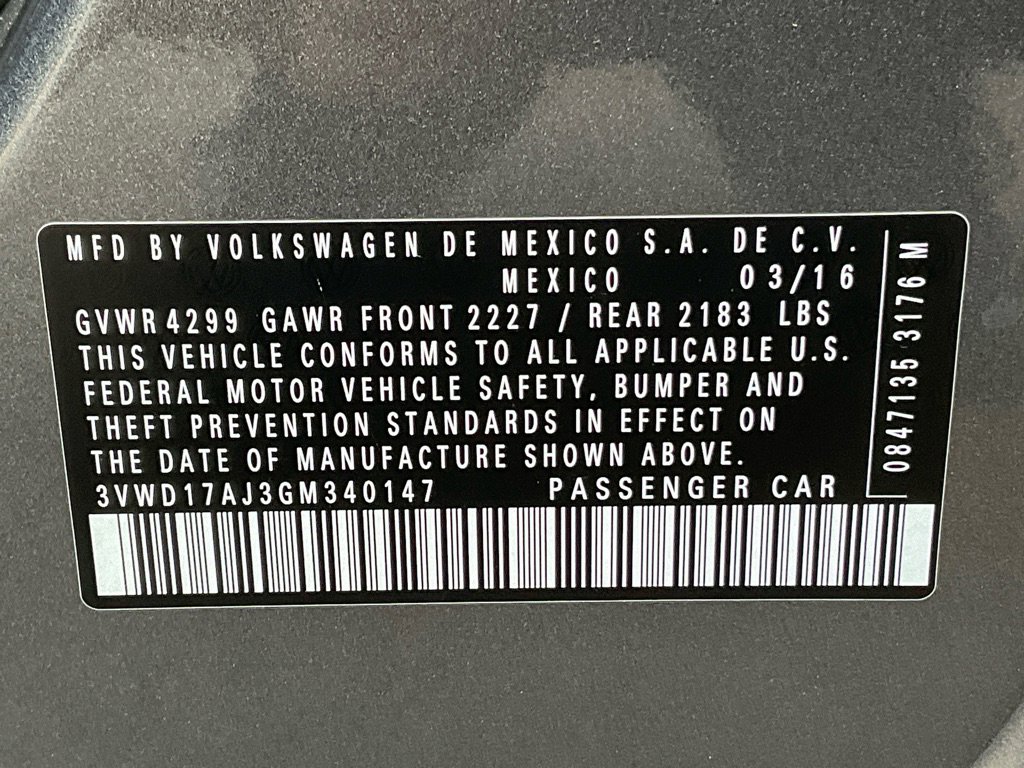 MFD BY VOLKSWAGEN DE MEXICO S.A. DE C.V.
MEXICO 03/16
GVWR 4299 GAWR FRONT 2227 / REAR 2183 LBS
THIS VEHICLE CONFORMS TO ALL APPLICABLE U.S.
FEDERAL MOTOR VEHICLE SAFETY, BUMPER AND
THEFT PREVENTION STANDARDS IN EFFECT ON
THE DATE OF MANUFACTURE SHOWN ABOVE.
3VWD17AJ3GM340147 PASSENGER CAR
0847135 3176 M